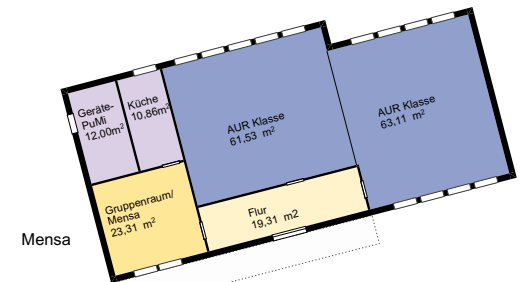 Geräte-
PuMi
12,00m²
Küche
10.86m²
AUR Klasse
61.53 m²
AUR Klasse
63.11 m²
Gruppenraum/
Mensa
23,31 m²
Flur
19,31 m2
Mensa